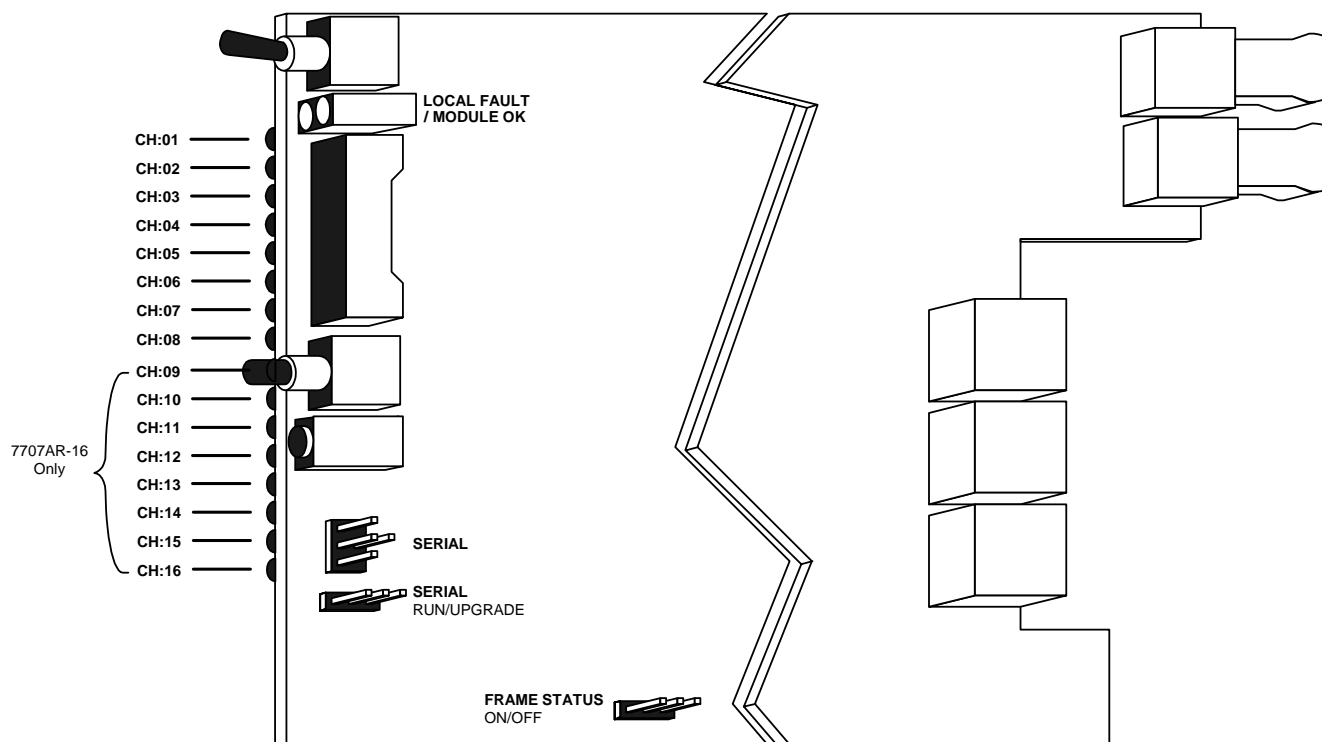 LOCAL FAULT
/ MODULE OK
CH:01
CH:02
CH:03
CH:04
CH:05
CH:06
CH:07
CH:08
CH:09
CH:10
CH:11
CH:12
CH:13
CH:14
CH:15
CH:16
7707AR-16
Only
SERIAL
SERIAL
RUN/UPGRADE
FRAME STATUS
ON/OFF